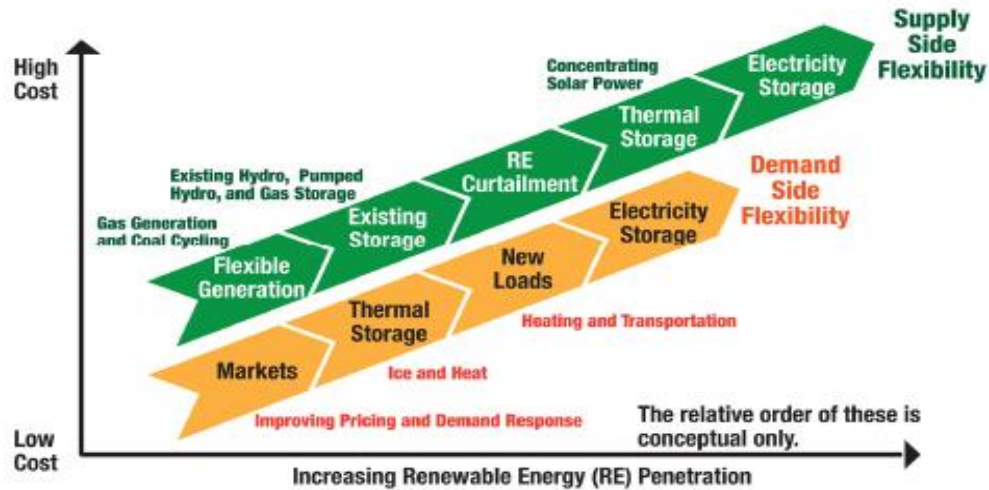 Supply
Side
Flexibility
High
Cost
Concentrating
Solar Power
Electricity
Storage
Thermal
Storage
Existing Hydro, Pumped
Hydro, and Gas Storage
RE
Curtailment
Demand
Side
Flexibility
Gas Generation
and Coal Cycling
Existing
Storage
Electricity
Storage
Flexible
Generation
New
Loads
Thermal
Storage
Heating and Transportation
Markets
Ice and Heat
Improving Pricing and Demand Response
The relative order of these is
conceptual only.
Low
Cost
Increasing Renewable Energy (RE) Penetration